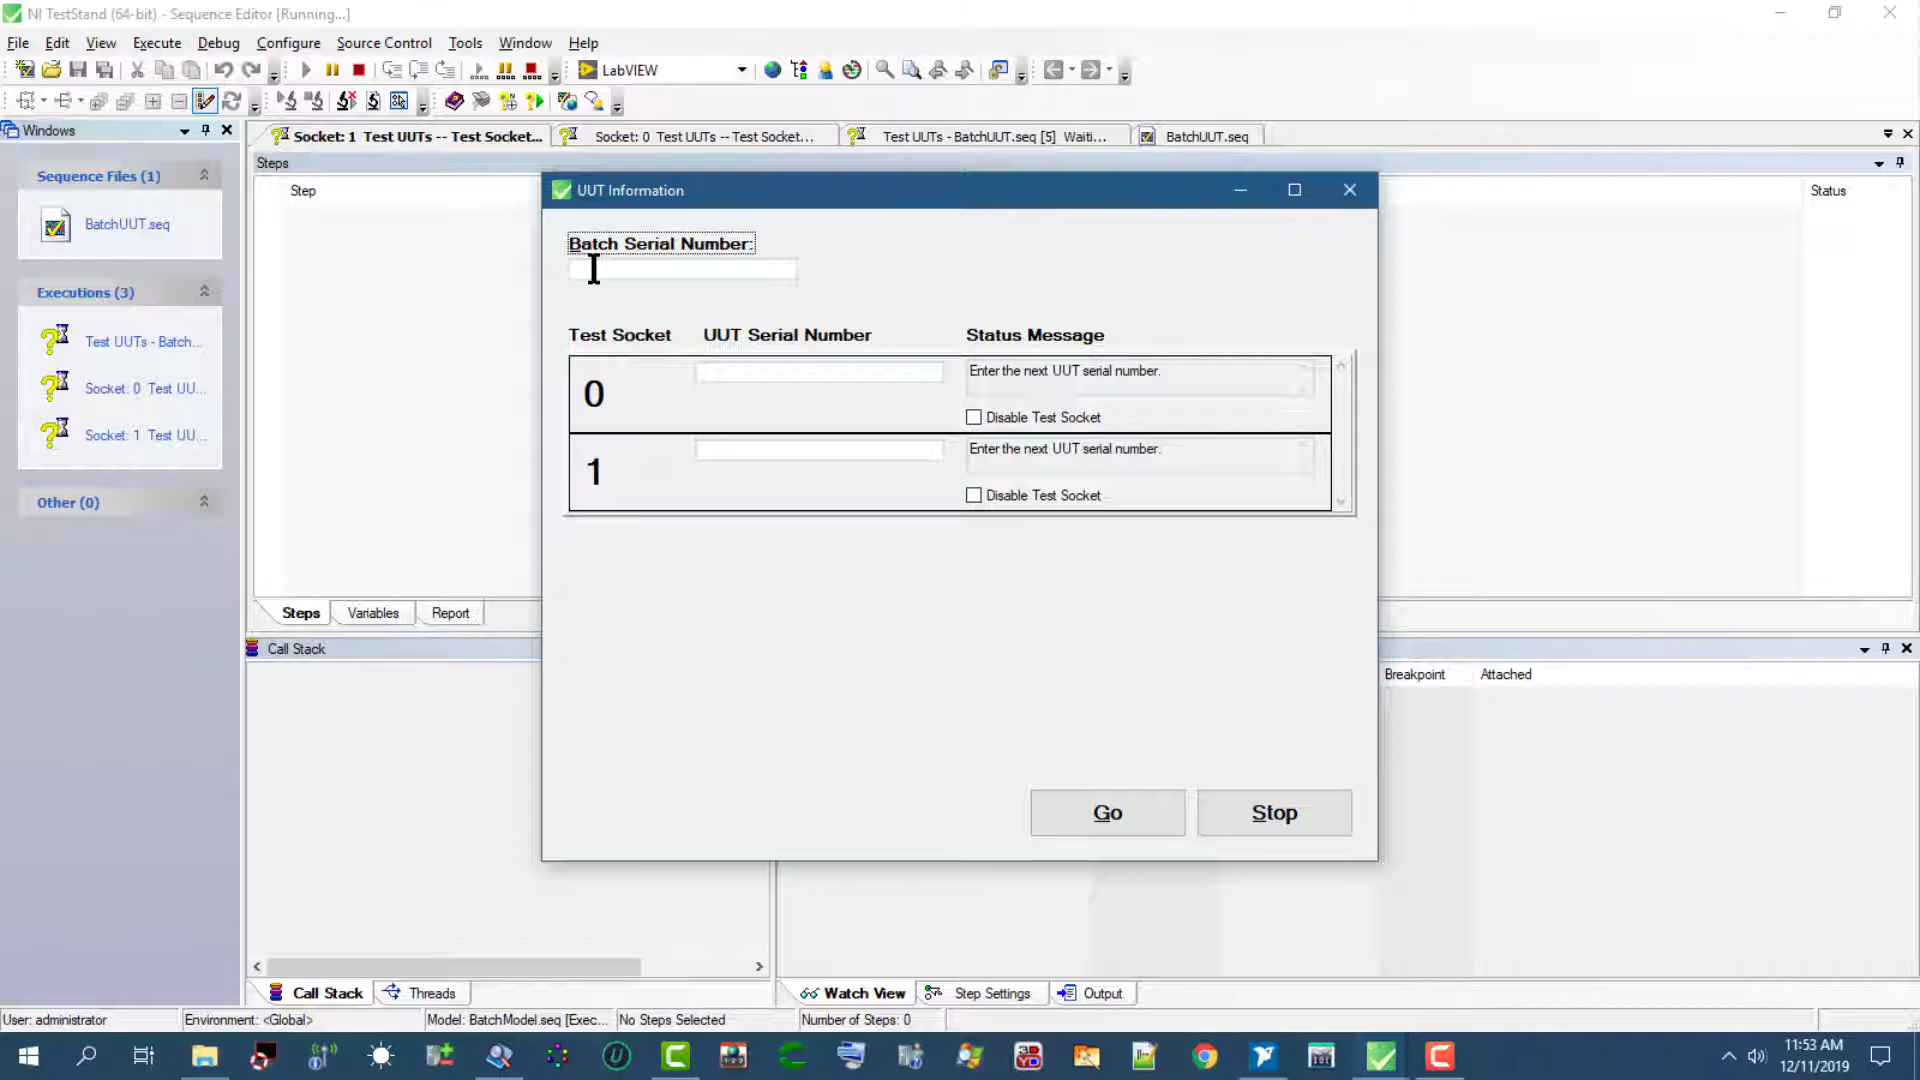 NI TestStand (64-bit) - Sequence Editor [Running...]
File Edit View Execute Debug Configure Source Control Tools Window Help
LabVIEW
Windows
Socket: 1 Test UUTs -- Test Socket...
Socket: 0 Test UUTs -- Test Socket...
Test UUTs - BatchUUT.seq [5] Waiti...
BatchUUT.seq
Steps
Sequence Files (1)
BatchUUT.seq
Executions (3)
Test UUTs - Batch...
Socket: 0 Test UU...
Socket: 1 Test UU...
Other (0)
Step
Status
UUT Information
Batch Serial Number:
Test Socket UUT Serial Number Status Message
0
Enter the next UUT serial number.
Disable Test Socket
1
Enter the next UUT serial number.
Disable Test Socket
Go Stop
Steps Variables Report
Call Stack
Breakpoint Attached
Call Stack Threads
Watch View Step Settings Output
User: administrator Environment: <Global> Model: BatchModel.seq [Exec... No Steps Selected Number of Steps: 0
11:53 AM
12/11/2019